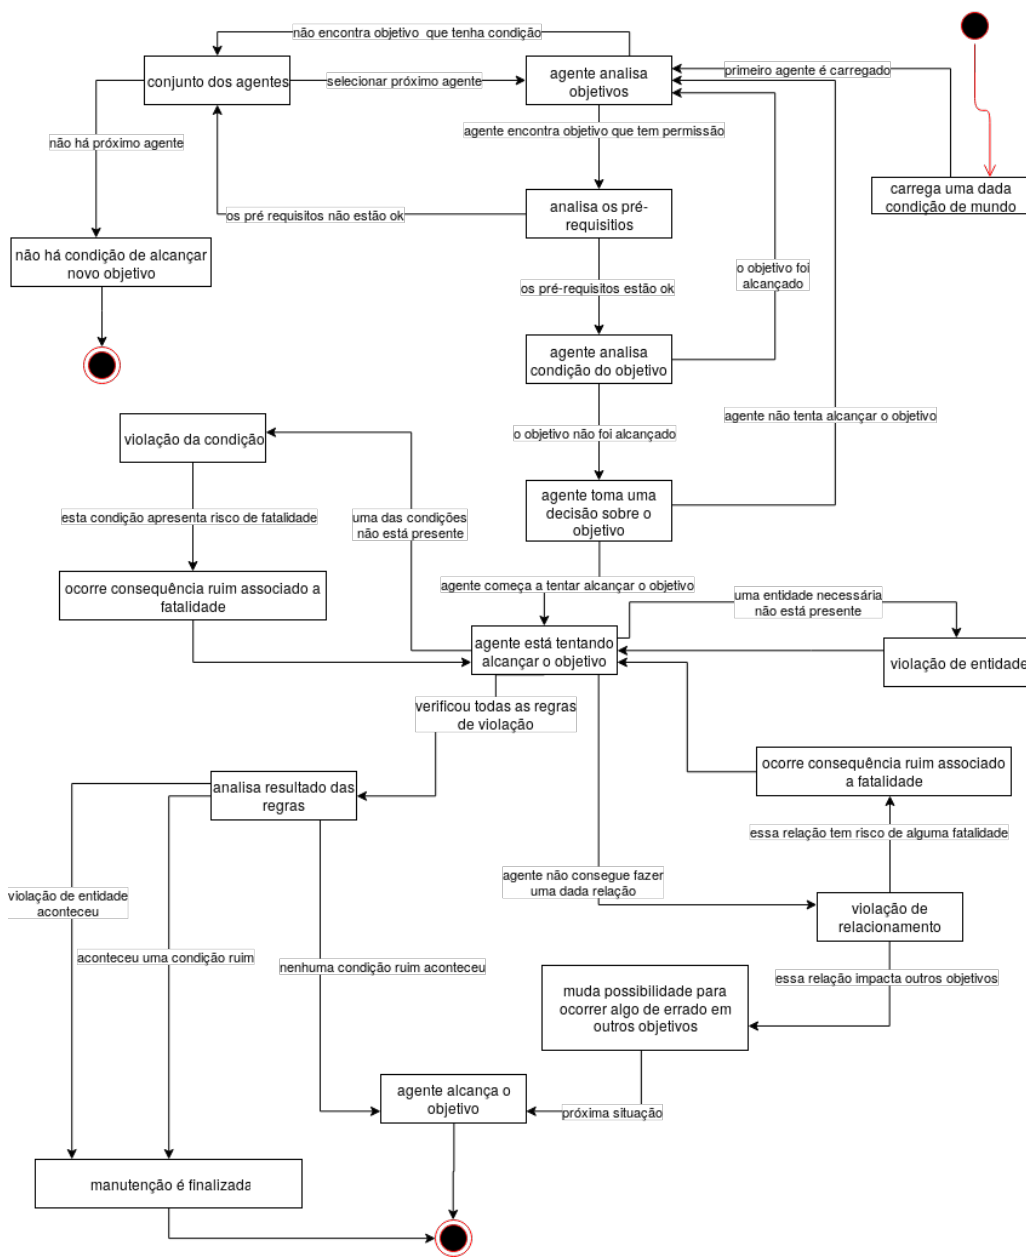 não encontra objetivo  que tenha condição
conjunto dos agentes
selecionar próximo agente
agente analisa
objetivos
primeiro agente é carregado
agente encontra objetivo que tem permissão
não há próximo agente
carrega uma dada
condição de mundo
analisa os pré-
requisitios
os pré requisitos não estão ok
não há condição de alcançar
novo objetivo
o objetivo foi
alcançado
os pré-requisitos estão ok
agente analisa
condição do objetivo
agente não tenta alcançar o objetivo
violação da condição
o objetivo não foi alcançado
agente toma uma
decisão sobre o
objetivo
esta condição apresenta risco de fatalidade
uma das condições
não está presente
ocorre consequência ruim associado a
fatalidade
agente começa a tentar alcançar o objetivo
uma entidade necessária
não está presente
agente está tentando
alcançar o objetivo
violação de entidade
verificou todas as regras
de violação
ocorre consequência ruim associado
a fatalidade
analisa resultado das
regras
essa relação tem risco de alguma fatalidade
agente não consegue fazer
uma dada relação
violação de entidade
aconteceu
violação de
relacionamento
aconteceu uma condição ruim
nenhuma condição ruim aconteceu
essa relação impacta outros objetivos
muda possibilidade para
ocorrer algo de errado em
outros objetivos
agente alcança o
objetivo
próxima situação
manutenção é finalizada